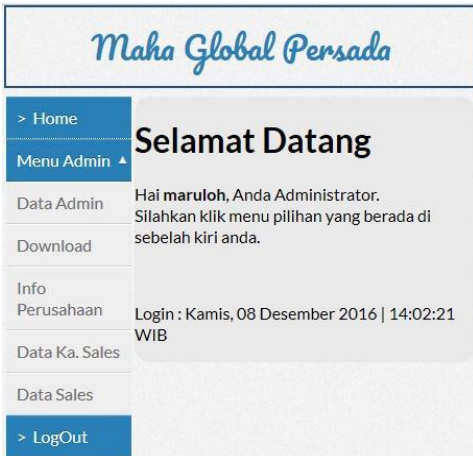 Maha Global Persada
> Home
Menu Admin ▲
Data Admin
Download
Info
Perusahaan
Data Ka. Sales
Data Sales
> LogOut
Selamat Datang
Hai maruloh, Anda Administrator.
Silahkan klik menu pilihan yang berada di
sebelah kiri anda.
Login : Kamis, 08 Desember 2016 | 14:02:21
WIB